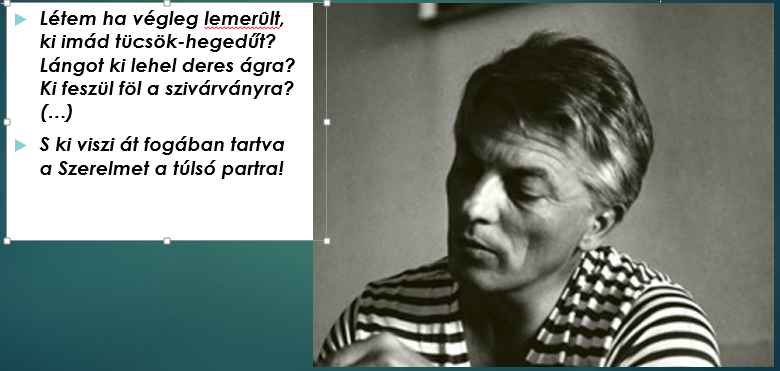 Létem ha végleg lemerűlt,
ki imád tücsök-hegedűt?
Lángot ki lehel deres ágra?
Ki feszül föl a szivárványra?
(…)
S ki viszi át fogában tartva
a Szerelmet a túlsó partra!